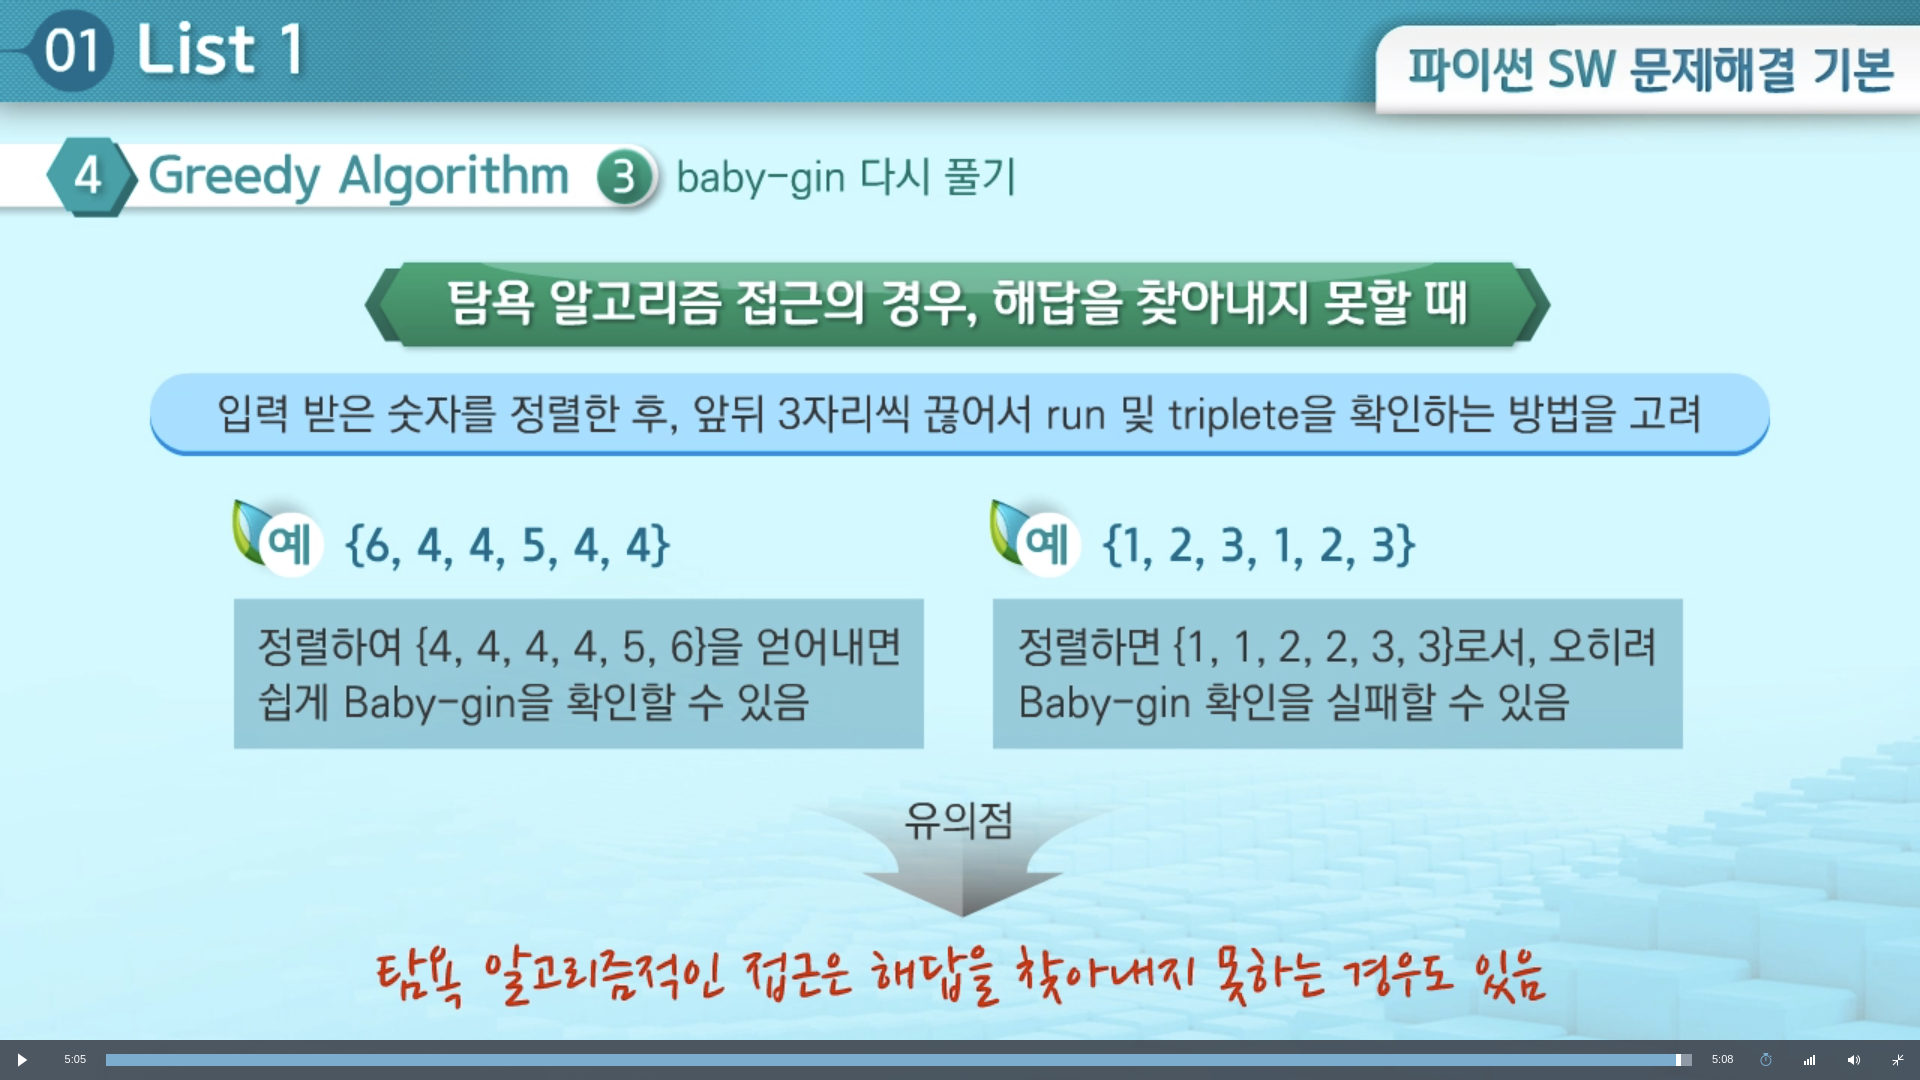 01 List 1
파이썬 SW 문제해결 기본
4 Greedy Algorithm 3 baby-gin 다시 풀기
탐욕 알고리즘 접근의 경우, 해답을 찾아내지 못할 때
입력 받은 숫자를 정렬한 후, 앞뒤 3자리씩 끊어서 run 및 triplete을 확인하는 방법을 고려
예 {6, 4, 4, 5, 4, 4}
정렬하여 {4, 4, 4, 4, 5, 6}을 얻어내면
쉽게 Baby-gin을 확인할 수 있음
예 {1, 2, 3, 1, 2, 3}
정렬하면 {1, 1, 2, 2, 3, 3}로서, 오히려
Baby-gin 확인을 실패할 수 있음
유의점
탐욕 알고리즘적인 접근은 해답을 찾아내지 못하는 경우도 있음
5:05
5:08